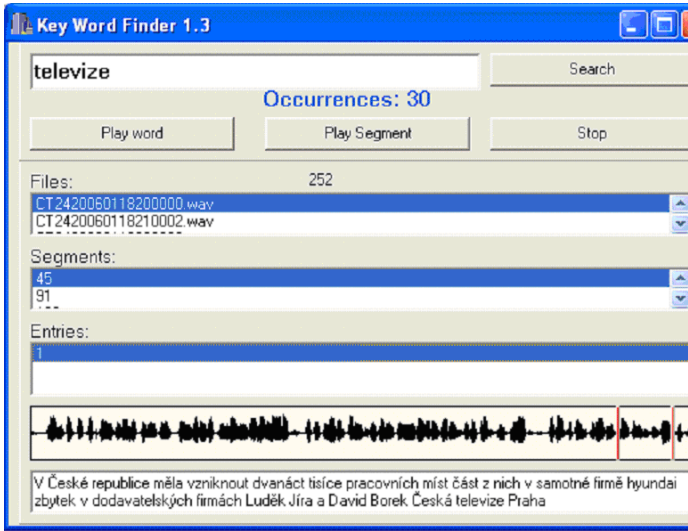 Key Word Finder 1.3
televize
Search
Occurrences: 30
Play word
Play Segment
Stop
Files:
252
CT2420060118200000.wav
CT2420060118210002.wav
Segments:
45
91
Entries:
1
V České republice měla vzniknout dvanáct tisíce pracovních míst část z nich v samotné firmě hyundai
zbytek v dodavatelských firmách Luděk Jíra a David Borek Česká televize Praha